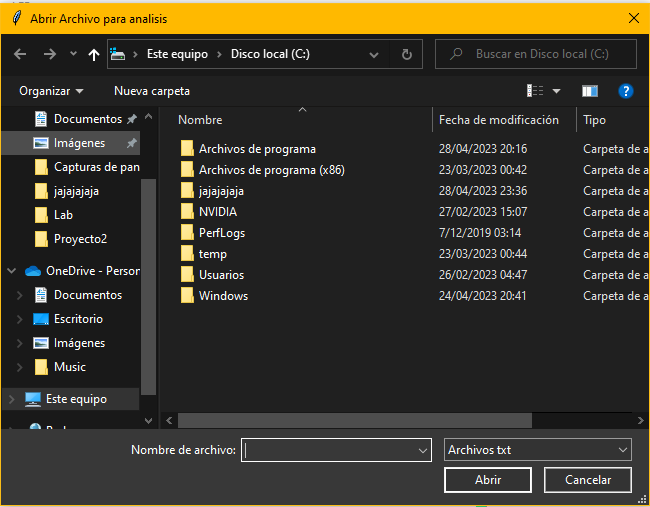 Abrir Archivo para analisis
Este equipo > Disco local (C:)
Buscar en Disco local (C:)
Organizar
Nueva carpeta
Documentos
Imágenes
Capturas de pan
jajajajaja
Lab
Proyecto2
OneDrive - Person
Documentos
Escritorio
Imágenes
Music
Este equipo
Nombre Fecha de modificación Tipo
Archivos de programa 28/04/2023 20:16 Carpeta de a
Archivos de programa (x86) 23/03/2023 00:42 Carpeta de a
jajajajaja 28/04/2023 23:36 Carpeta de a
NVIDIA 27/02/2023 15:07 Carpeta de a
PerfLogs 7/12/2019 03:14 Carpeta de a
temp 23/03/2023 00:44 Carpeta de a
Usuarios 26/02/2023 04:47 Carpeta de a
Windows 24/04/2023 20:41 Carpeta de a
Nombre de archivo:
Archivos txt
Abrir
Cancelar